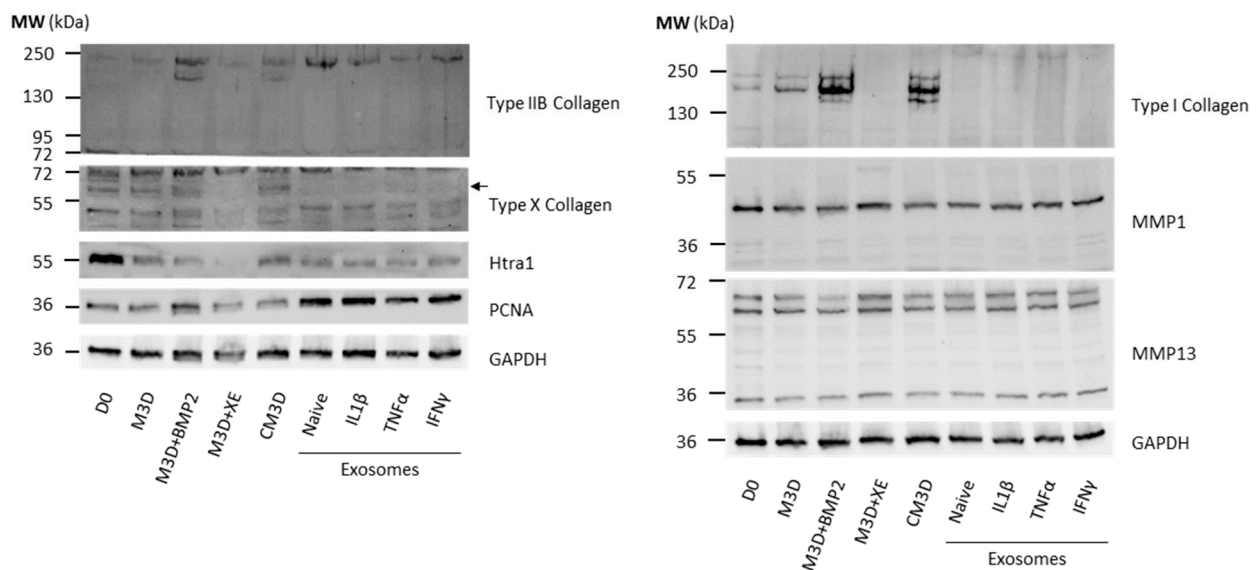 MW (kDa)
250
130
95
72
Type IIB Collagen
72
55
Type X Collagen
55
Htra1
36
PCNA
36
GAPDH
D0
M3D
M3D+BMP2
M3D+XE
CM3D
Naive
IL1β
TNFα
IFNγ
Exosomes
MW (kDa)
250
130
Type I Collagen
55
36
MMP1
72
55
36
MMP13
36
GAPDH
D0
M3D
M3D+BMP2
M3D+XE
CM3D
Naive
IL1β
TNFα
IFNγ
Exosomes